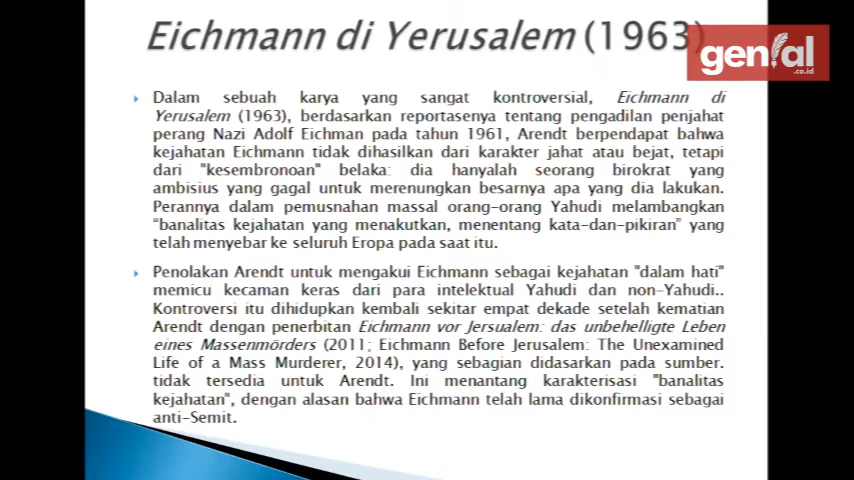 Eichmann di Yerusalem (1963)
genial
.co.id
Dalam sebuah karya yang sangat kontroversial, Eichmann di
Yerusalem (1963), berdasarkan reportasenya tentang pengadilan penjahat
perang Nazi Adolf Eichman pada tahun 1961, Arendt berpendapat bahwa
kejahatan Eichmann tidak dihasilkan dari karakter jahat atau bejat, tetapi
dari "kesembronoan" belaka: dia hanyalah seorang birokrat yang
ambisius yang gagal untuk merenungkan besarnya apa yang dia lakukan.
Perannya dalam pemusnahan massal orang-orang Yahudi melambangkan
"banalitas kejahatan yang menakutkan, menentang kata-dan-pikiran" yang
telah menyebar ke seluruh Eropa pada saat itu.
Penolakan Arendt untuk mengakui Eichmann sebagai kejahatan "dalam hati"
memicu kecaman keras dari para intelektual Yahudi dan non-Yahudi..
Kontroversi itu dihidupkan kembali sekitar empat dekade setelah kematian
Arendt dengan penerbitan Eichmann vor Jersualem: das unbehelligte Leben
eines Massenmörders (2011; Eichmann Before Jerusalem: The Unexamined
Life of a Mass Murderer, 2014), yang sebagian didasarkan pada sumber.
tidak tersedia untuk Arendt. Ini menantang karakterisasi "banalitas
kejahatan", dengan alasan bahwa Eichmann telah lama dikonfirmasi sebagai
anti-Semit.